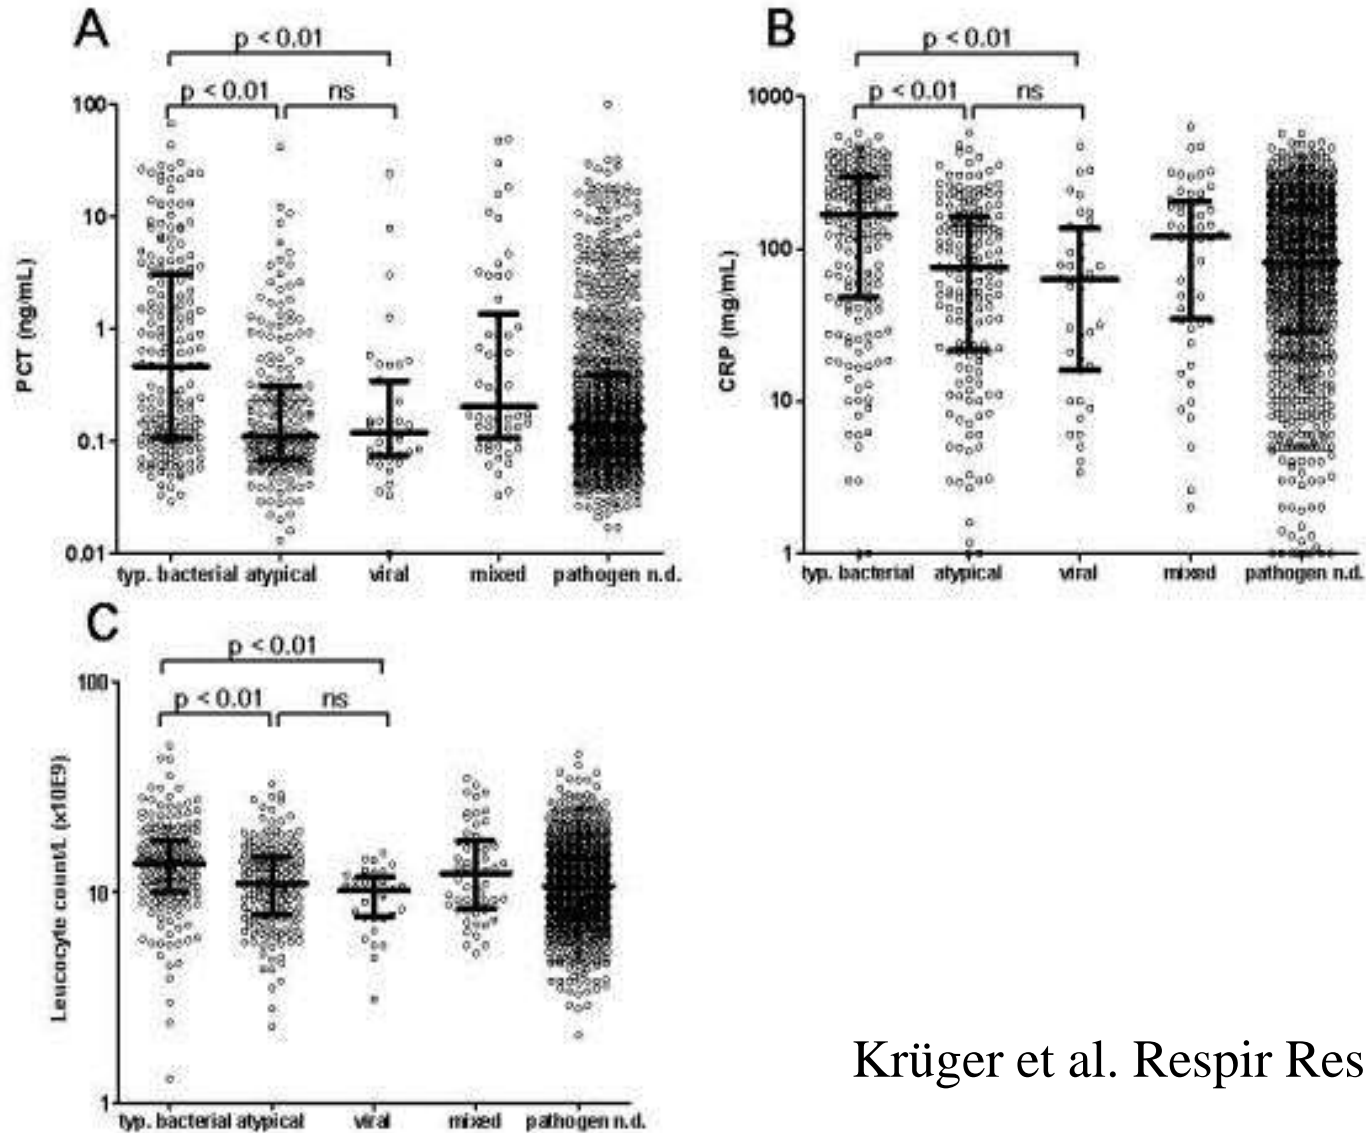 A
p < 0.01
p < 0.01 ns
100
10
1
0.1
0.01
PCT (ng/mL)
typ. bacterial atypical viral mixed pathogen n.d.
B
p < 0.01
p < 0.01 ns
1000
100
10
1
CRP (mg/mL)
typ. bacterial atypical viral mixed pathogen n.d.
C
p < 0.01
p < 0.01 ns
100
10
1
Leucocyte count/L (x10E9)
typ. bacterial atypical viral mixed pathogen n.d.
Krüger et al. Respir Res